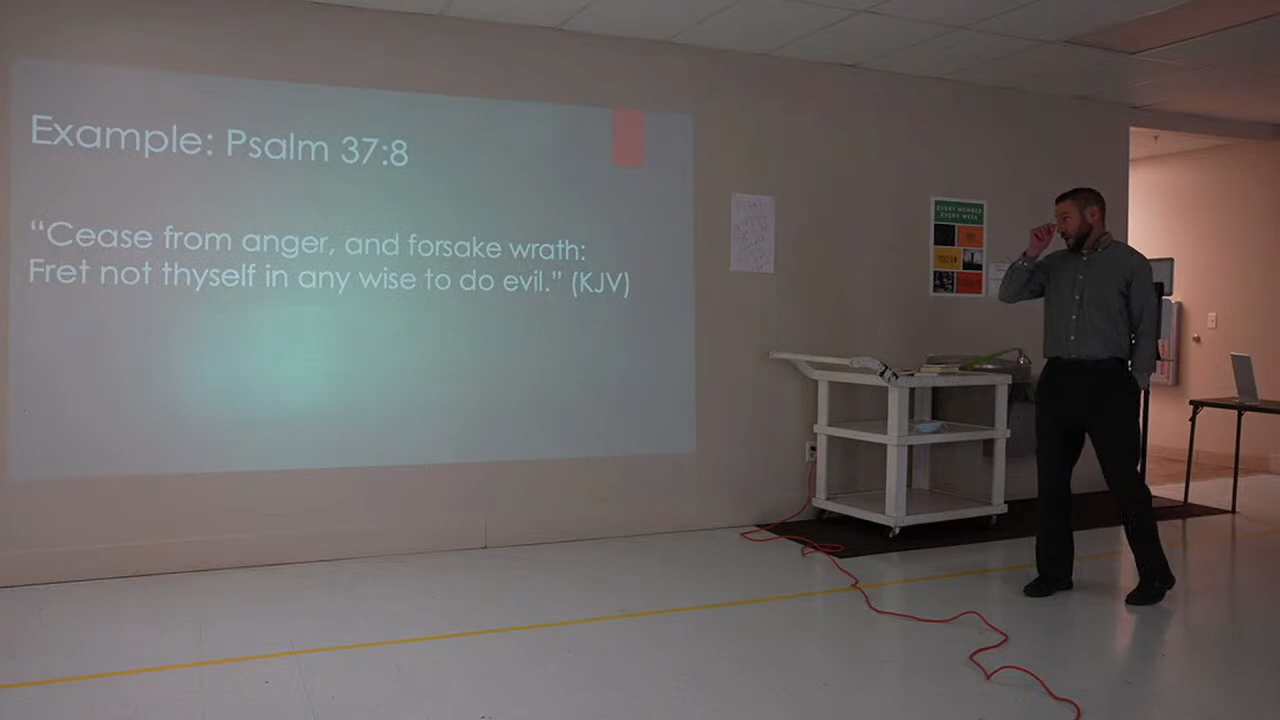 Example: Psalm 37:8
“Cease from anger, and forsake wrath:
Fret not thyself in any wise to do evil.” (KJV)
EVERY MEMBER
EVERY WEEK